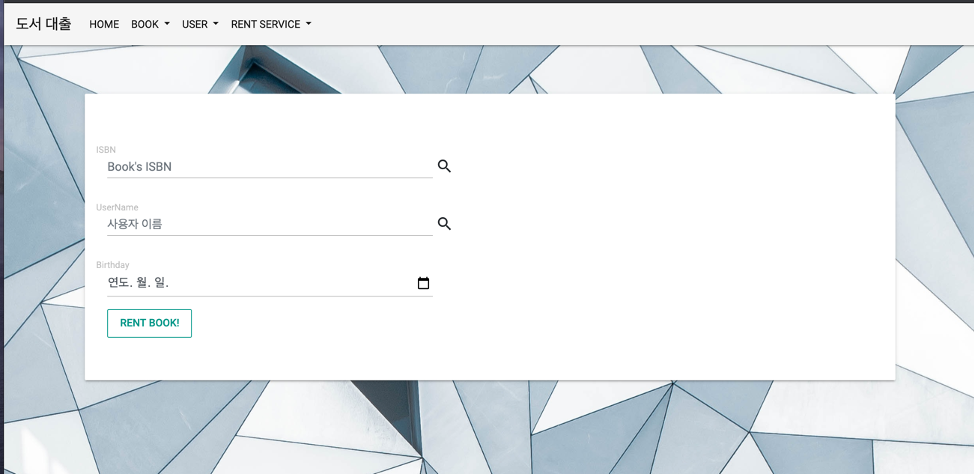 도서 대출 HOME BOOK USER RENT SERVICE
ISBN
Book's ISBN
UserName
사용자 이름
Birthday
연도. 월. 일.
RENT BOOK!